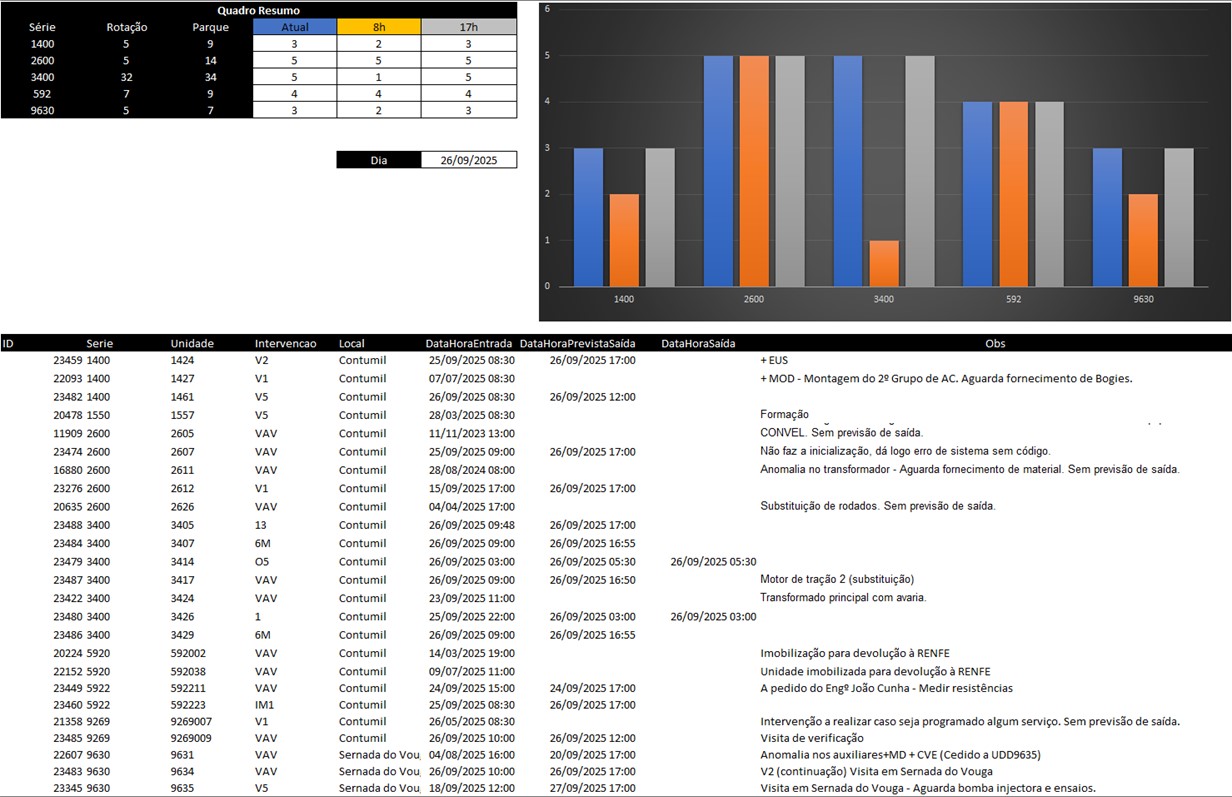 Quadro Resumo
Série Rotação Parque Atual 8h 17h
1400 5 9 3 2 3
2600 5 14 5 5 5
3400 32 34 5 1 5
592 7 9 4 4 4
9630 5 7 3 2 3
Dia 26/09/2025
6
5
4
3
2
1
0
1400 2600 3400 592 9630
ID Serie Unidade Intervencao Local DataHoraEntrada DataHoraPrevistaSaída DataHoraSaída Obs
23459 1400 1424 V2 Contumil 25/09/2025 08:30 26/09/2025 17:00 + EUS
22093 1400 1427 V1 Contumil 07/07/2025 08:30 + MOD - Montagem do 2º Grupo de AC. Aguarda fornecimento de Bogies.
23482 1400 1461 V5 Contumil 26/09/2025 08:30 26/09/2025 12:00
20478 1550 1557 V5 Contumil 28/03/2025 08:30 Formação
11909 2600 2605 VAV Contumil 11/11/2023 13:00 CONVEL. Sem previsão de saída.
23474 2600 2607 VAV Contumil 25/09/2025 09:00 26/09/2025 17:00 Não faz a inicialização, dá logo erro de sistema sem código.
16880 2600 2611 VAV Contumil 28/08/2024 08:00 Anomalia no transformador - Aguarda fornecimento de material. Sem previsão de saída.
23276 2600 2612 V1 Contumil 15/09/2025 17:00 26/09/2025 17:00
20635 2600 2626 VAV Contumil 04/04/2025 17:00 Substituição de rodados. Sem previsão de saída.
23488 3400 3405 13 Contumil 26/09/2025 09:48 26/09/2025 17:00
23484 3400 3407 6M Contumil 26/09/2025 09:00 26/09/2025 16:55
23479 3400 3414 O5 Contumil 26/09/2025 03:00 26/09/2025 05:30 26/09/2025 05:30
23487 3400 3417 VAV Contumil 26/09/2025 09:00 26/09/2025 16:50 Motor de tração 2 (substituição)
23422 3400 3424 VAV Contumil 23/09/2025 11:00 Transformado principal com avaria.
23480 3400 3426 1 Contumil 25/09/2025 22:00 26/09/2025 03:00 26/09/2025 03:00
23486 3400 3429 6M Contumil 26/09/2025 09:00 26/09/2025 16:55
20224 5920 592002 VAV Contumil 14/03/2025 19:00 Imobilização para devolução à RENFE
22152 5920 592038 VAV Contumil 09/07/2025 11:00 Unidade imobilizada para devolução à RENFE
23449 5922 592211 VAV Contumil 24/09/2025 15:00 24/09/2025 17:00 A pedido do Engº João Cunha - Medir resistências
23460 5922 592223 IM1 Contumil 25/09/2025 08:30 26/09/2025 17:00
21358 9269 9269007 V1 Contumil 26/05/2025 08:30 Intervenção a realizar caso seja programado algum serviço. Sem previsão de saída.
23485 9269 9269009 VAV Contumil 26/09/2025 10:00 26/09/2025 12:00 Visita de verificação
22607 9630 9631 VAV Sernada do Vou 04/08/2025 16:00 20/09/2025 17:00 Anomalia nos auxiliares+MD + CVE (Cedido a UDD9635)
23483 9630 9634 VAV Sernada do Vou 26/09/2025 10:00 26/09/2025 17:00 V2 (continuação) Visita em Sernada do Vouga
23345 9630 9635 V5 Sernada do Vou 18/09/2025 12:00 27/09/2025 17:00 Visita em Sernada do Vouga - Aguarda bomba injectora e ensaios.